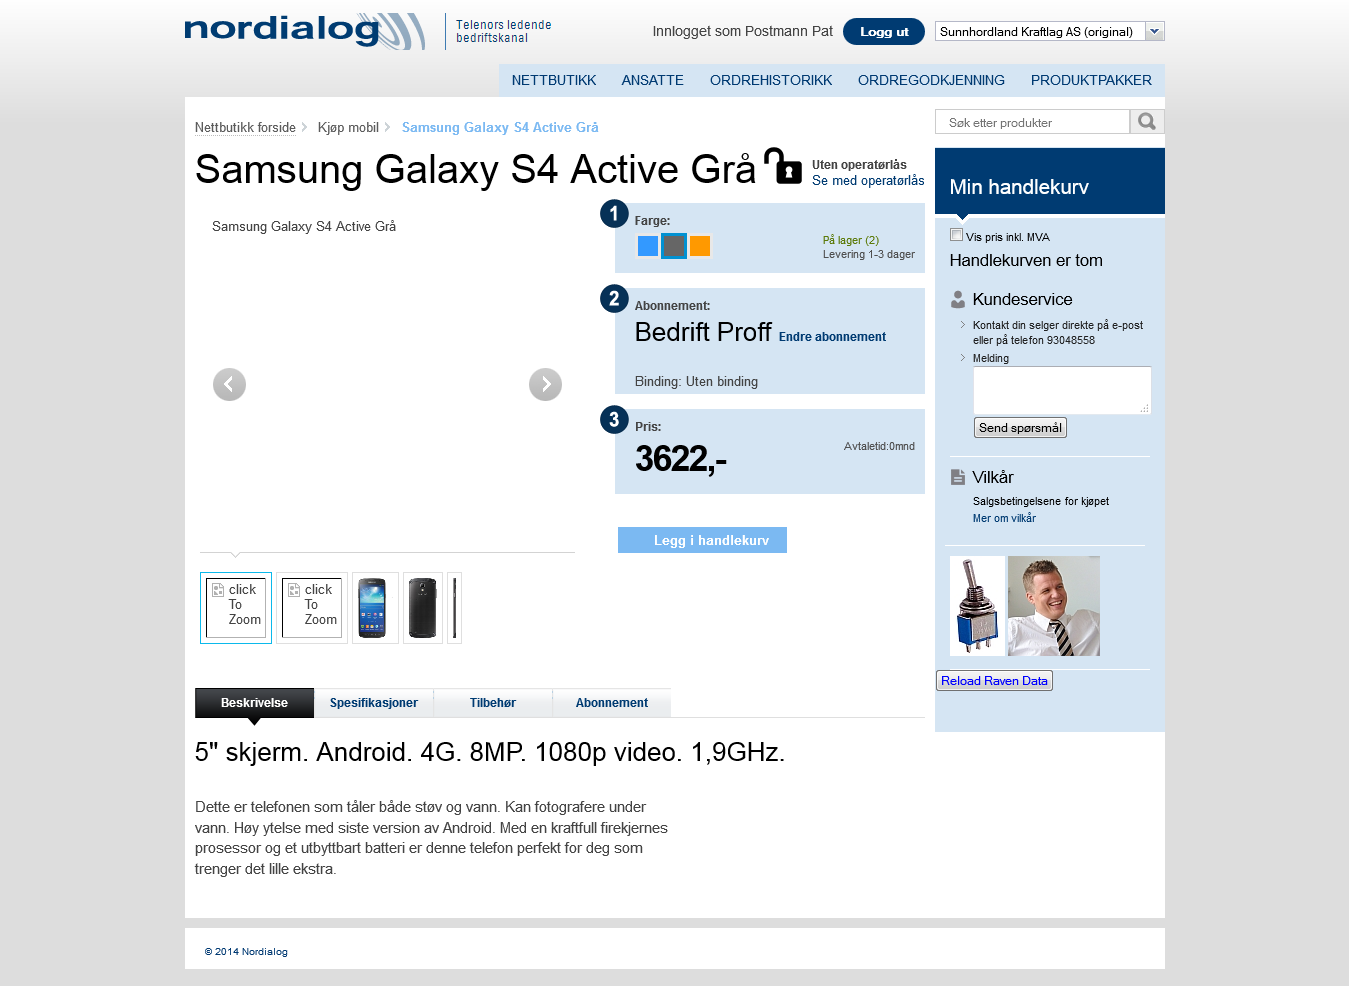 nordialog
Telenors ledende
bedriftskanal
Innlogget som Postmann Pat
Logg ut
Sunnhordland Kraftlag AS (original)
NETTBUTIKK
ANSATTE
ORDREHISTORIKK
ORDREGODKJENNING
PRODUKTPAKKER
Nettbutikk forside
Kjøp mobil
Samsung Galaxy S4 Active Grå
Søk etter produkter
Samsung Galaxy S4 Active Grå
Uten operatørlås
Se med operatørlås
Samsung Galaxy S4 Active Grå
1
Farge:
På lager (2)
Levering 1-3 dager
2
Abonnement:
Bedrift Proff Endre abonnement
Binding: Uten binding
3
Pris:
3622,-
Avtaletid:0mnd
Legg i handlekurv
click
To
Zoom
click
To
Zoom
Min handlekurv
Vis pris inkl. MVA
Handlekurven er tom
Kundeservice
Kontakt din selger direkte på e-post
eller på telefon 93048558
Melding
Send spørsmål
Vilkår
Salgsbetingelsene for kjøpet
Mer om vilkår
Reload Raven Data
Beskrivelse
Spesifikasjoner
Tilbehør
Abonnement
5" skjerm. Android. 4G. 8MP. 1080p video. 1,9GHz.
Dette er telefonen som tåler både støv og vann. Kan fotografere under
vann. Høy ytelse med siste version av Android. Med en kraftfull firekjernes
prosessor og et utbyttbart batteri er denne telefon perfekt for deg som
trenger det lille ekstra.
© 2014 Nordialog